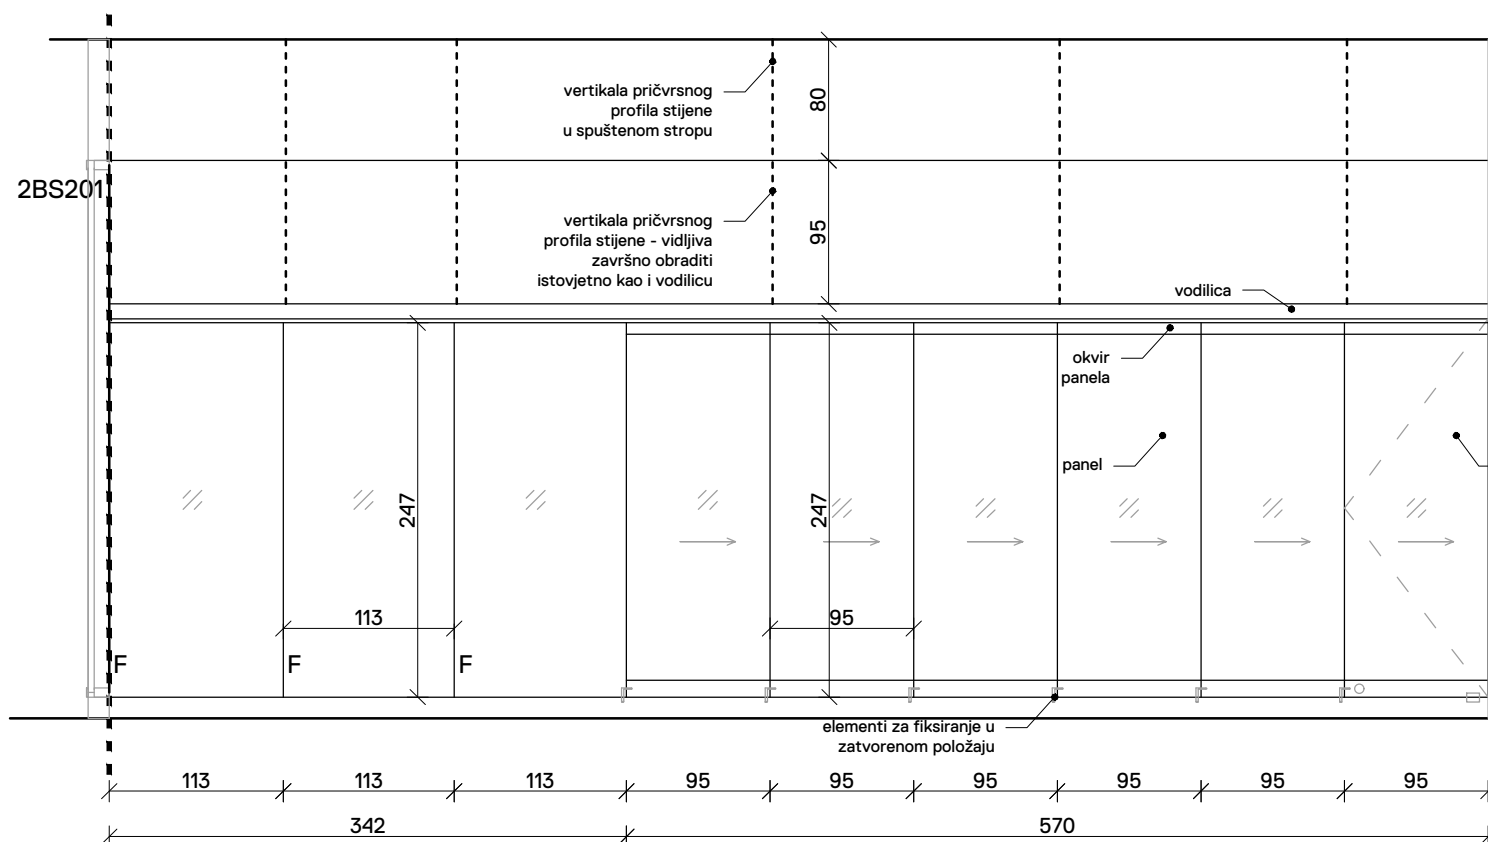 vertikala pričvrsnog
profila stijene
u spuštenom stropu
80
2BS201
vertikala pričvrsnog
profila stijene - vidljiva
završno obraditi
istovjetno kao i vodilicu
95
vodilica
okvir
panela
panel
247
247
113
95
F
F
F
elementi za fiksiranje u
zatvorenom položaju
113
113
113
95
95
95
95
95
95
342
570